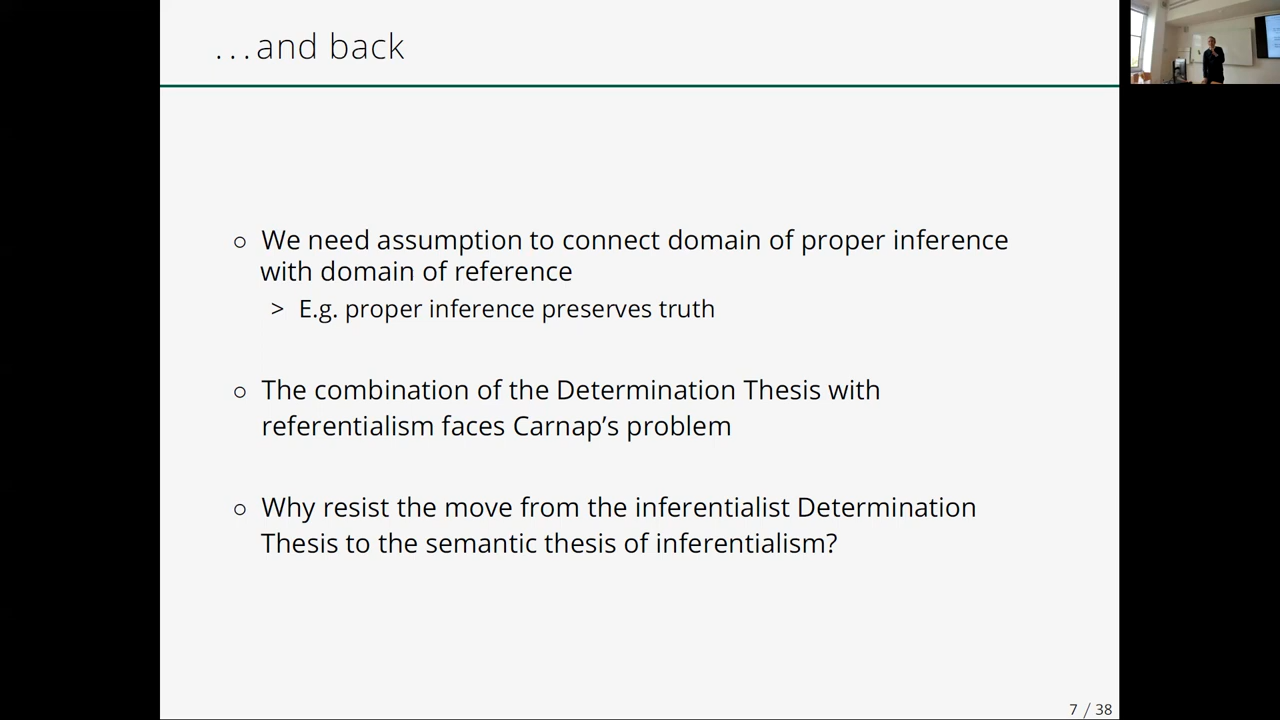 ...and back
○ We need assumption to connect domain of proper inference
with domain of reference
> E.g. proper inference preserves truth
○ The combination of the Determination Thesis with
referentialism faces Carnap’s problem
○ Why resist the move from the inferentialist Determination
Thesis to the semantic thesis of inferentialism?
7 / 38